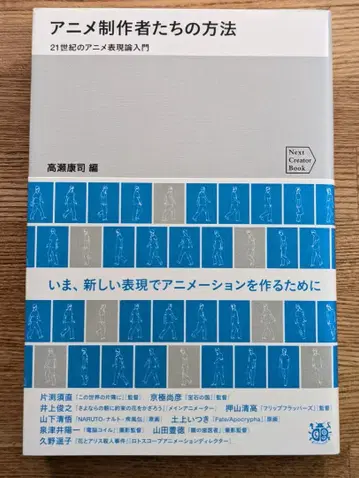 アニメ制作者たちの方法
21世紀のアニメ表現論入門
高瀬康司 編
Next
Creator
Book
いま、新しい表現でアニメーションを作るために
片渕須直『この世界の片隅に』監督 京極尚彦『宝石の国』監督
井上俊之『さよならの朝に約束の花をかざろう』メインアニメーター 押山清高『フリップフラッパーズ』監督
山下清悟『NARUTO-ナルト- 疾風伝』原画 土上いつき『Fate/Apocrypha』原画
泉津井陽一『電脳コイル』撮影監督 山田豊徳『傷物語』撮影監督
久野遥子『花とアリス殺人事件』ロトスコープアニメーションディレクター